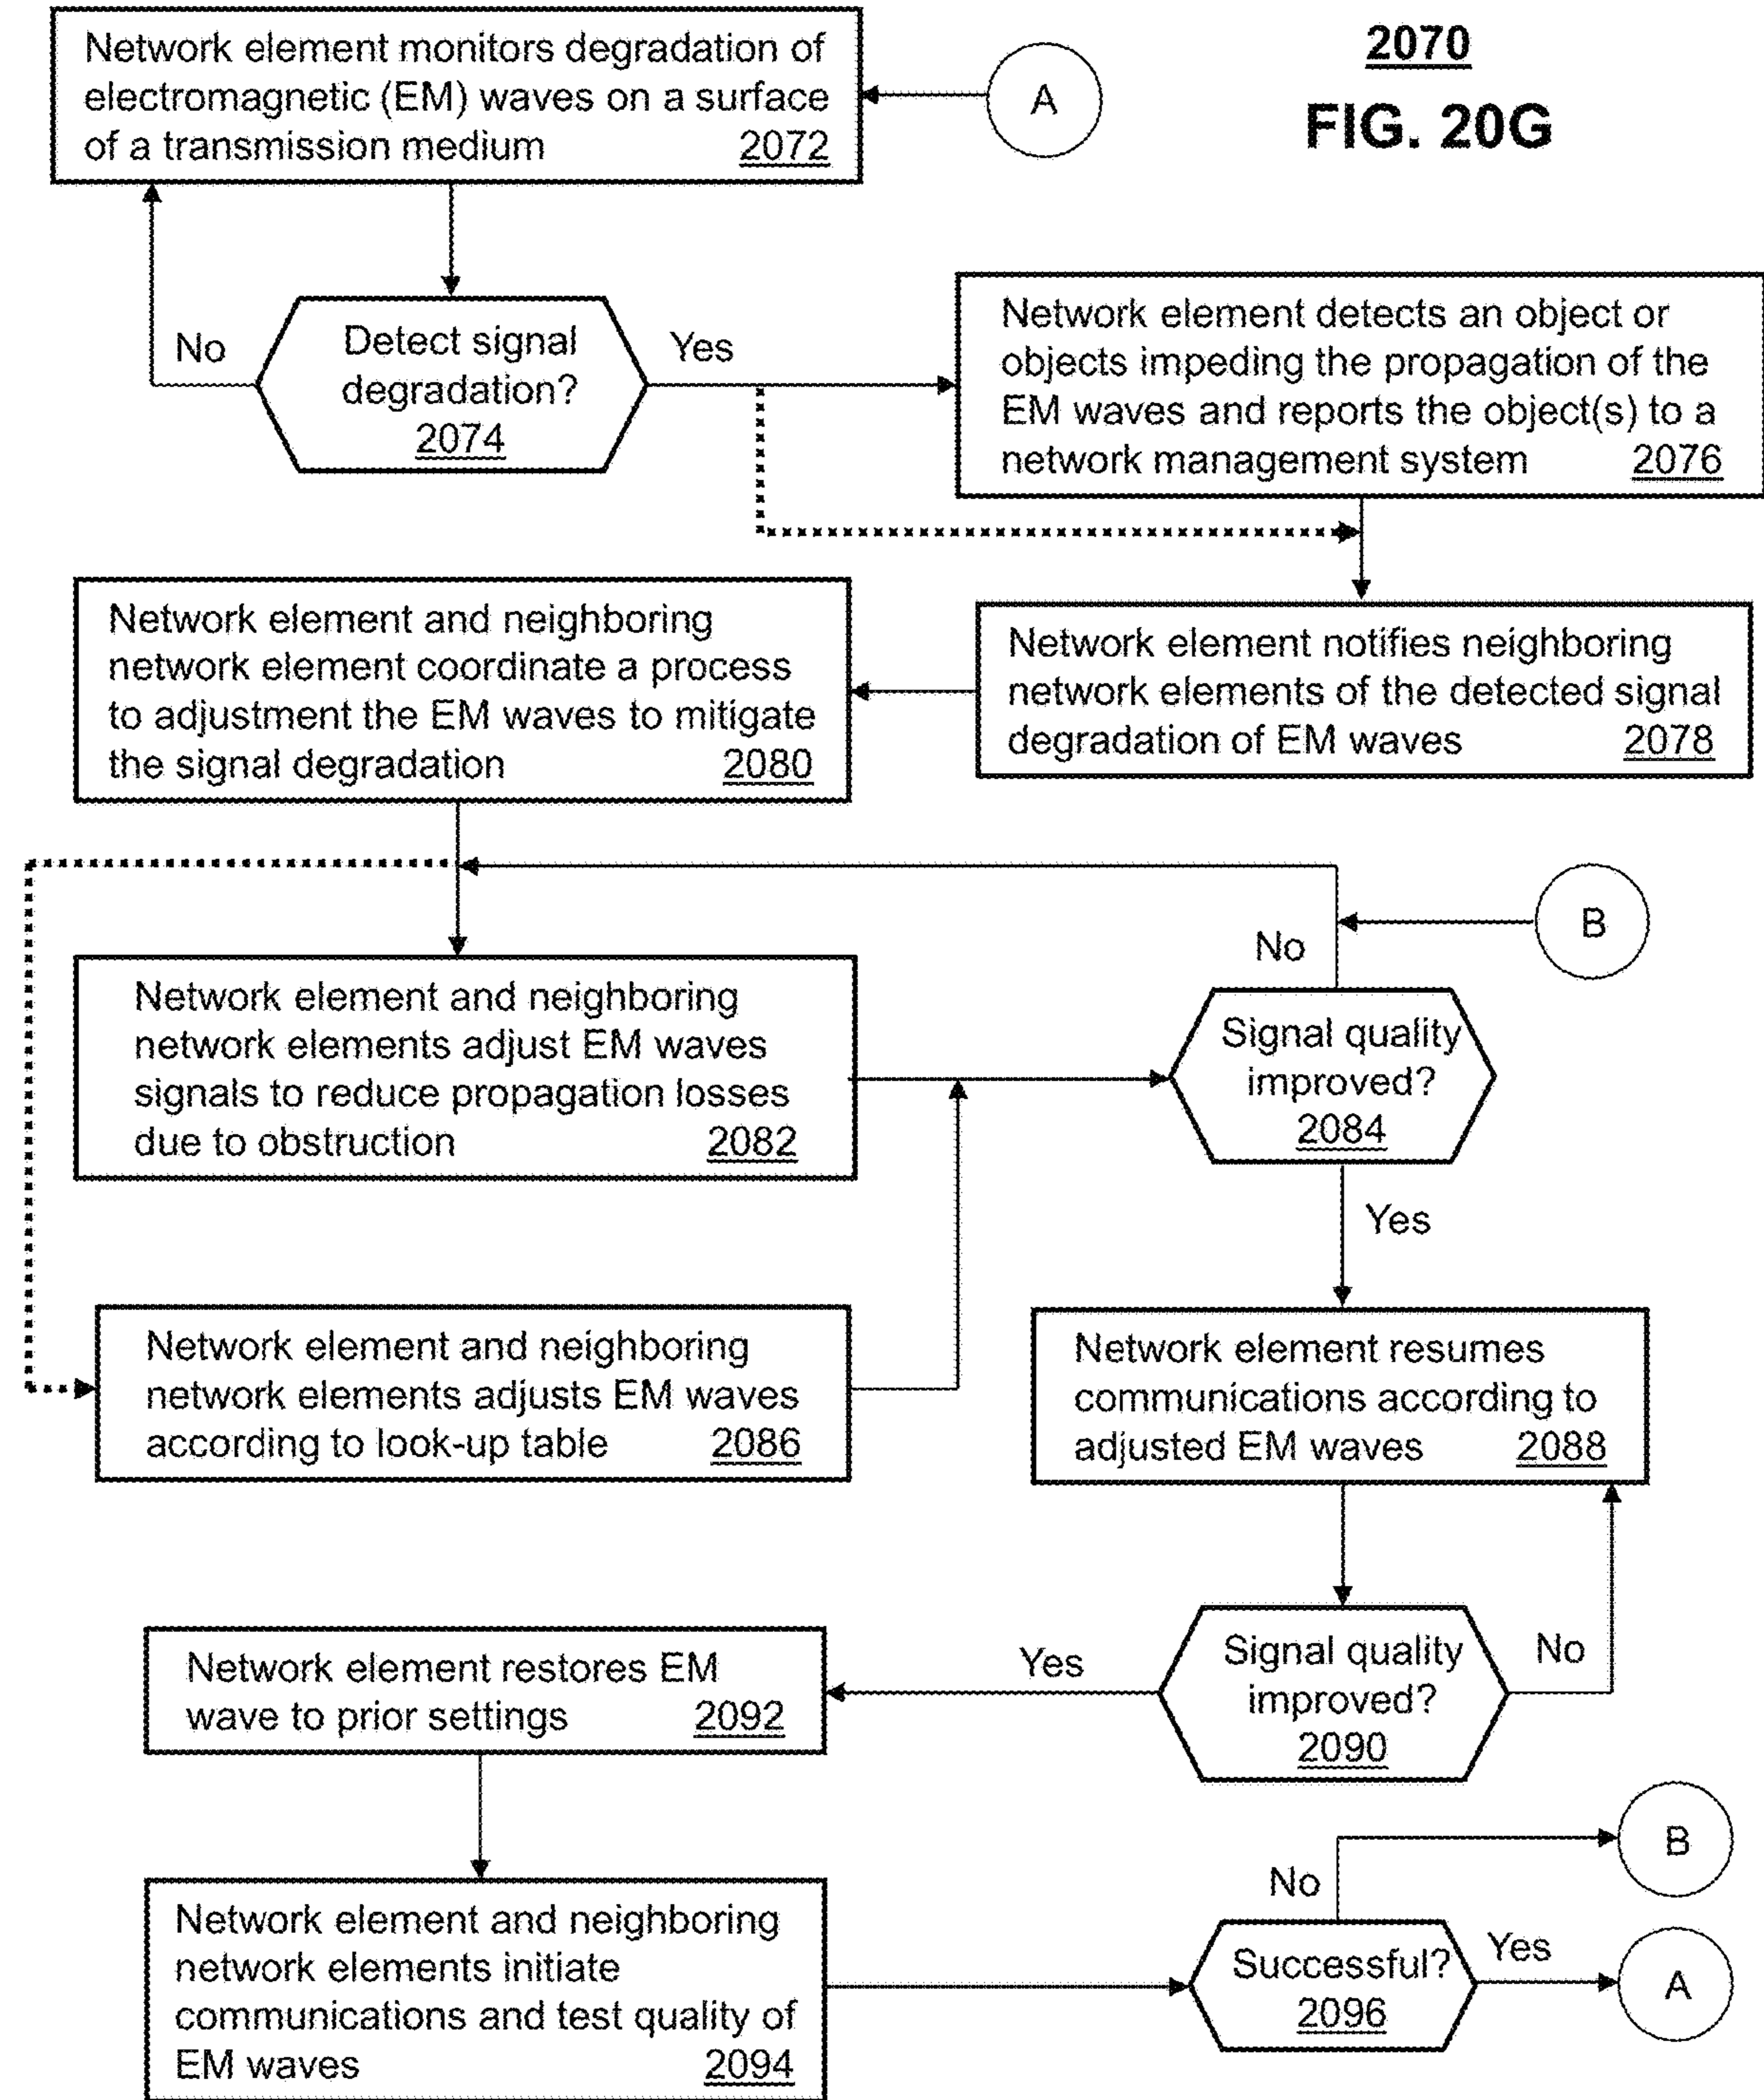 2070
FIG. 20G
Network element monitors degradation of
electromagnetic (EM) waves on a surface
of a transmission medium 2072
A
No
Detect signal
degradation?
2074
Yes
Network element detects an object or
objects impeding the propagation of the
EM waves and reports the object(s) to a
network management system 2076
Network element notifies neighboring
network elements of the detected signal
degradation of EM waves 2078
Network element and neighboring
network element coordinate a process
to adjustment the EM waves to mitigate
the signal degradation 2080
B
No
Network element and neighboring
network elements adjust EM waves
signals to reduce propagation losses
due to obstruction 2082
Signal quality
improved?
2084
Yes
Network element and neighboring
network elements adjusts EM waves
according to look-up table 2086
Network element resumes
communications according to
adjusted EM waves 2088
Signal quality
improved?
2090
No
Yes
Network element restores EM
wave to prior settings 2092
Network element and neighboring
network elements initiate
communications and test quality of
EM waves 2094
Successful?
2096
No
B
Yes
A